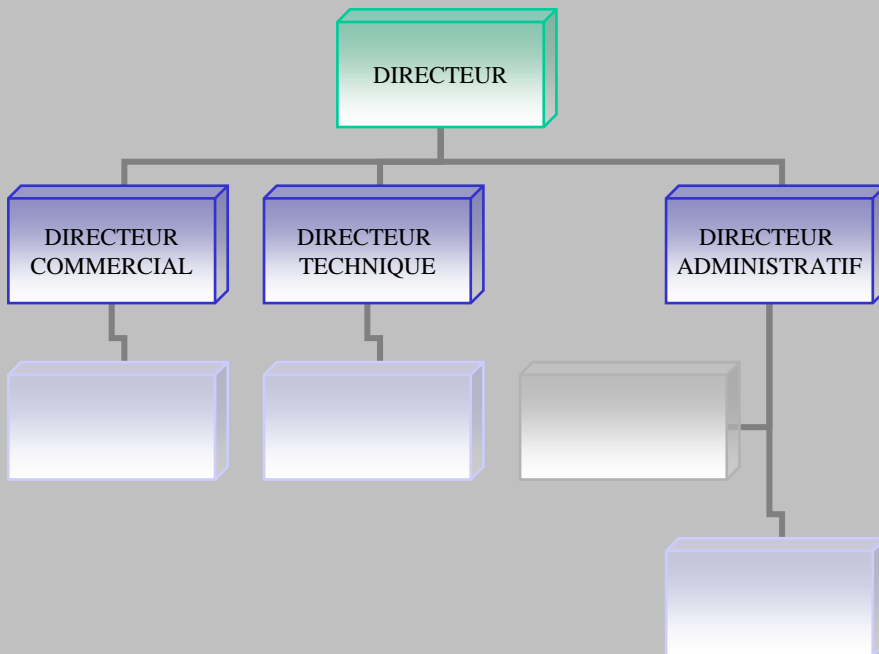 DIRECTEUR
DIRECTEUR
COMMERCIAL
DIRECTEUR
TECHNIQUE
DIRECTEUR
ADMINISTRATIF